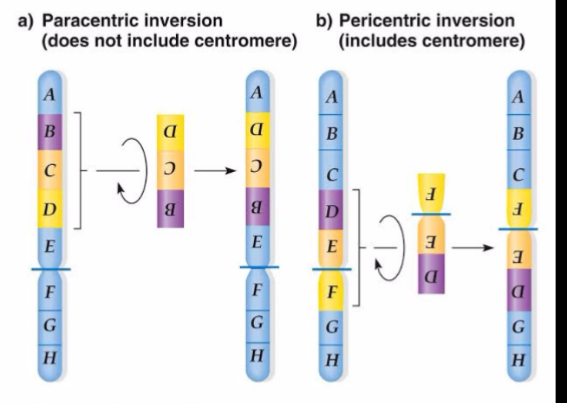 a) Paracentric inversion
(does not include centromere)
b) Pericentric inversion
(includes centromere)
A
B
C
D
E
F
G
H
D
C
B
A
D
C
B
E
F
G
H
A
B
C
D
E
F
G
H
F
E
D
A
B
C
F
E
D
G
H